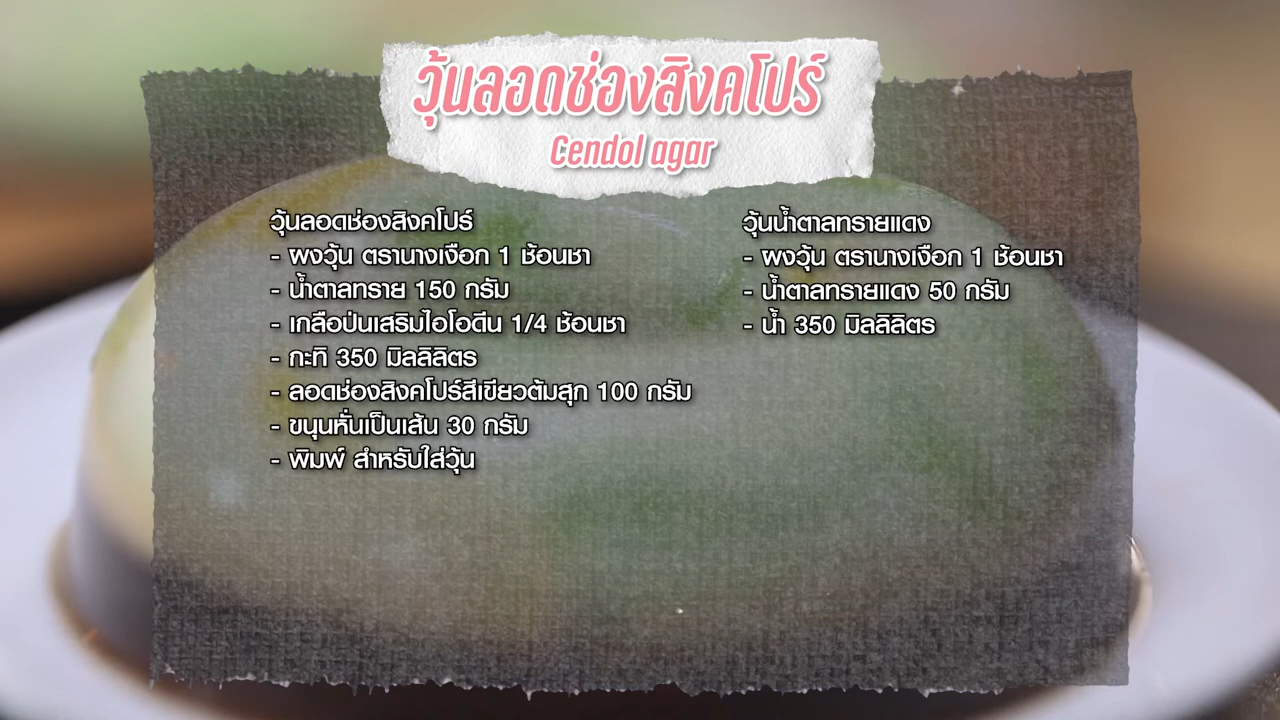 วุ้นลอดช่องสิงคโปร์
Cendol agar
วุ้นลอดช่องสิงคโปร์
- ผงวุ้น ตรานางเงือก 1 ช้อนชา
- น้ำตาลทราย 150 กรัม
- เกลือป่นเสริมไอโอดีน 1/4 ช้อนชา
- กะทิ 350 มิลลิลิตร
- ลอดช่องสิงคโปร์สีเขียวต้มสุก 100 กรัม
- ขนุนหั่นเป็นเส้น 30 กรัม
- พิมพ์ สำหรับใส่วุ้น
วุ้นน้ำตาลทรายแดง
- ผงวุ้น ตรานางเงือก 1 ช้อนชา
- น้ำตาลทรายแดง 50 กรัม
- น้ำ 350 มิลลิลิตร